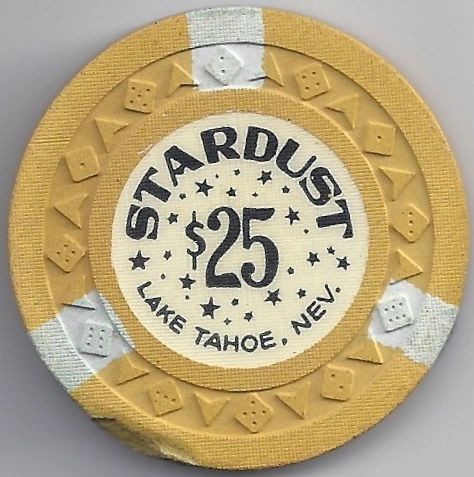 STARDUST
$25
LAKE TAHOE, NEV.